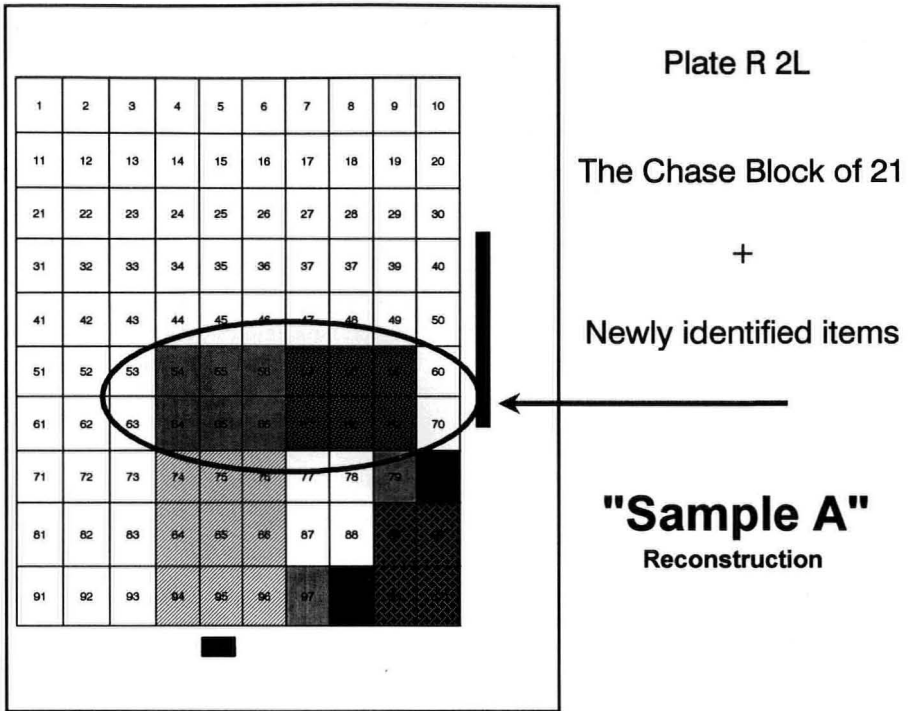 Plate R 2L
The Chase Block of 21
+
Newly identified items
"Sample A"
Reconstruction
1 2 3 4 5 6 7 8 9 10
11 12 13 14 15 16 17 18 19 20
21 22 23 24 25 26 27 28 29 30
31 32 33 34 35 36 37 37 39 40
41 42 43 44 45 46 47 48 49 50
51 52 53 54 55 56 60
61 62 63 64 65 66 70
71 72 73 74 75 76 77 78 79
81 82 83 84 85 86 87 88
91 92 93 94 95 96 97